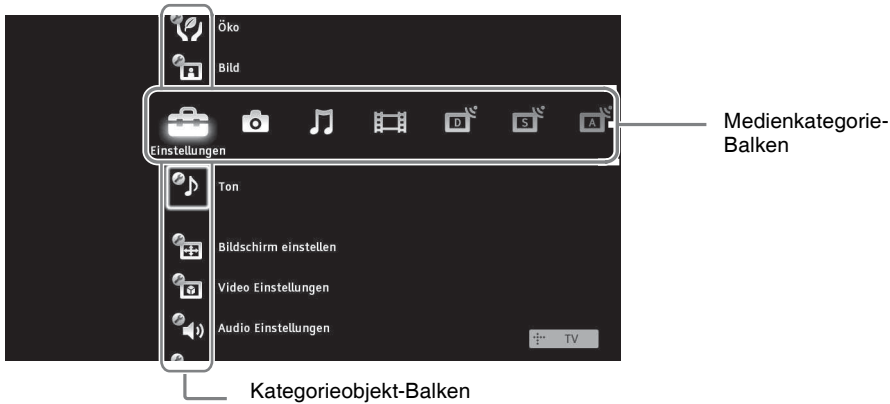 Öko
Bild
D S A
Einstellungen
Medienkategorie-
Balken
Ton
Bildschirm einstellen
Video Einstellungen
Audio Einstellungen
TV
Kategorieobjekt-Balken